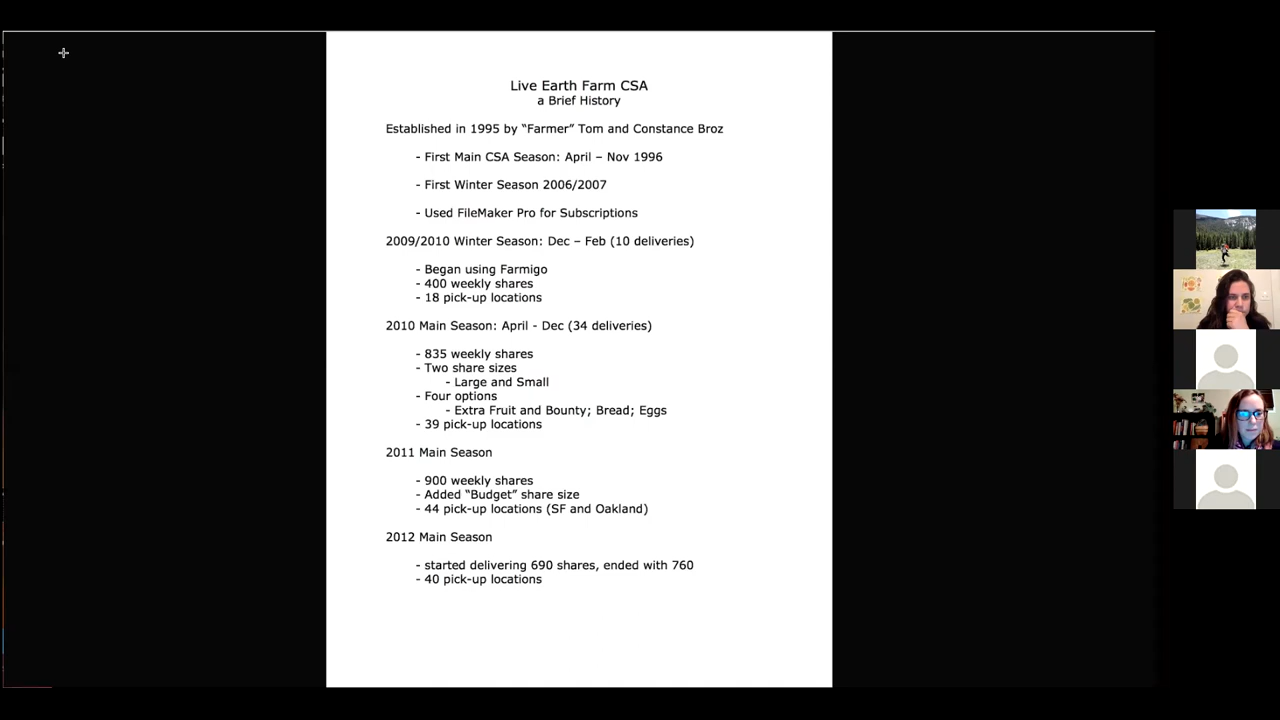 Live Earth Farm CSA
a Brief History
Established in 1995 by “Farmer” Tom and Constance Broz
- First Main CSA Season: April – Nov 1996
- First Winter Season 2006/2007
- Used FileMaker Pro for Subscriptions
2009/2010 Winter Season: Dec – Feb (10 deliveries)
- Began using Farmigo
- 400 weekly shares
- 18 pick-up locations
2010 Main Season: April - Dec (34 deliveries)
- 835 weekly shares
- Two share sizes
- Large and Small
- Four options
- Extra Fruit and Bounty; Bread; Eggs
- 39 pick-up locations
2011 Main Season
- 900 weekly shares
- Added “Budget” share size
- 44 pick-up locations (SF and Oakland)
2012 Main Season
- started delivering 690 shares, ended with 760
- 40 pick-up locations